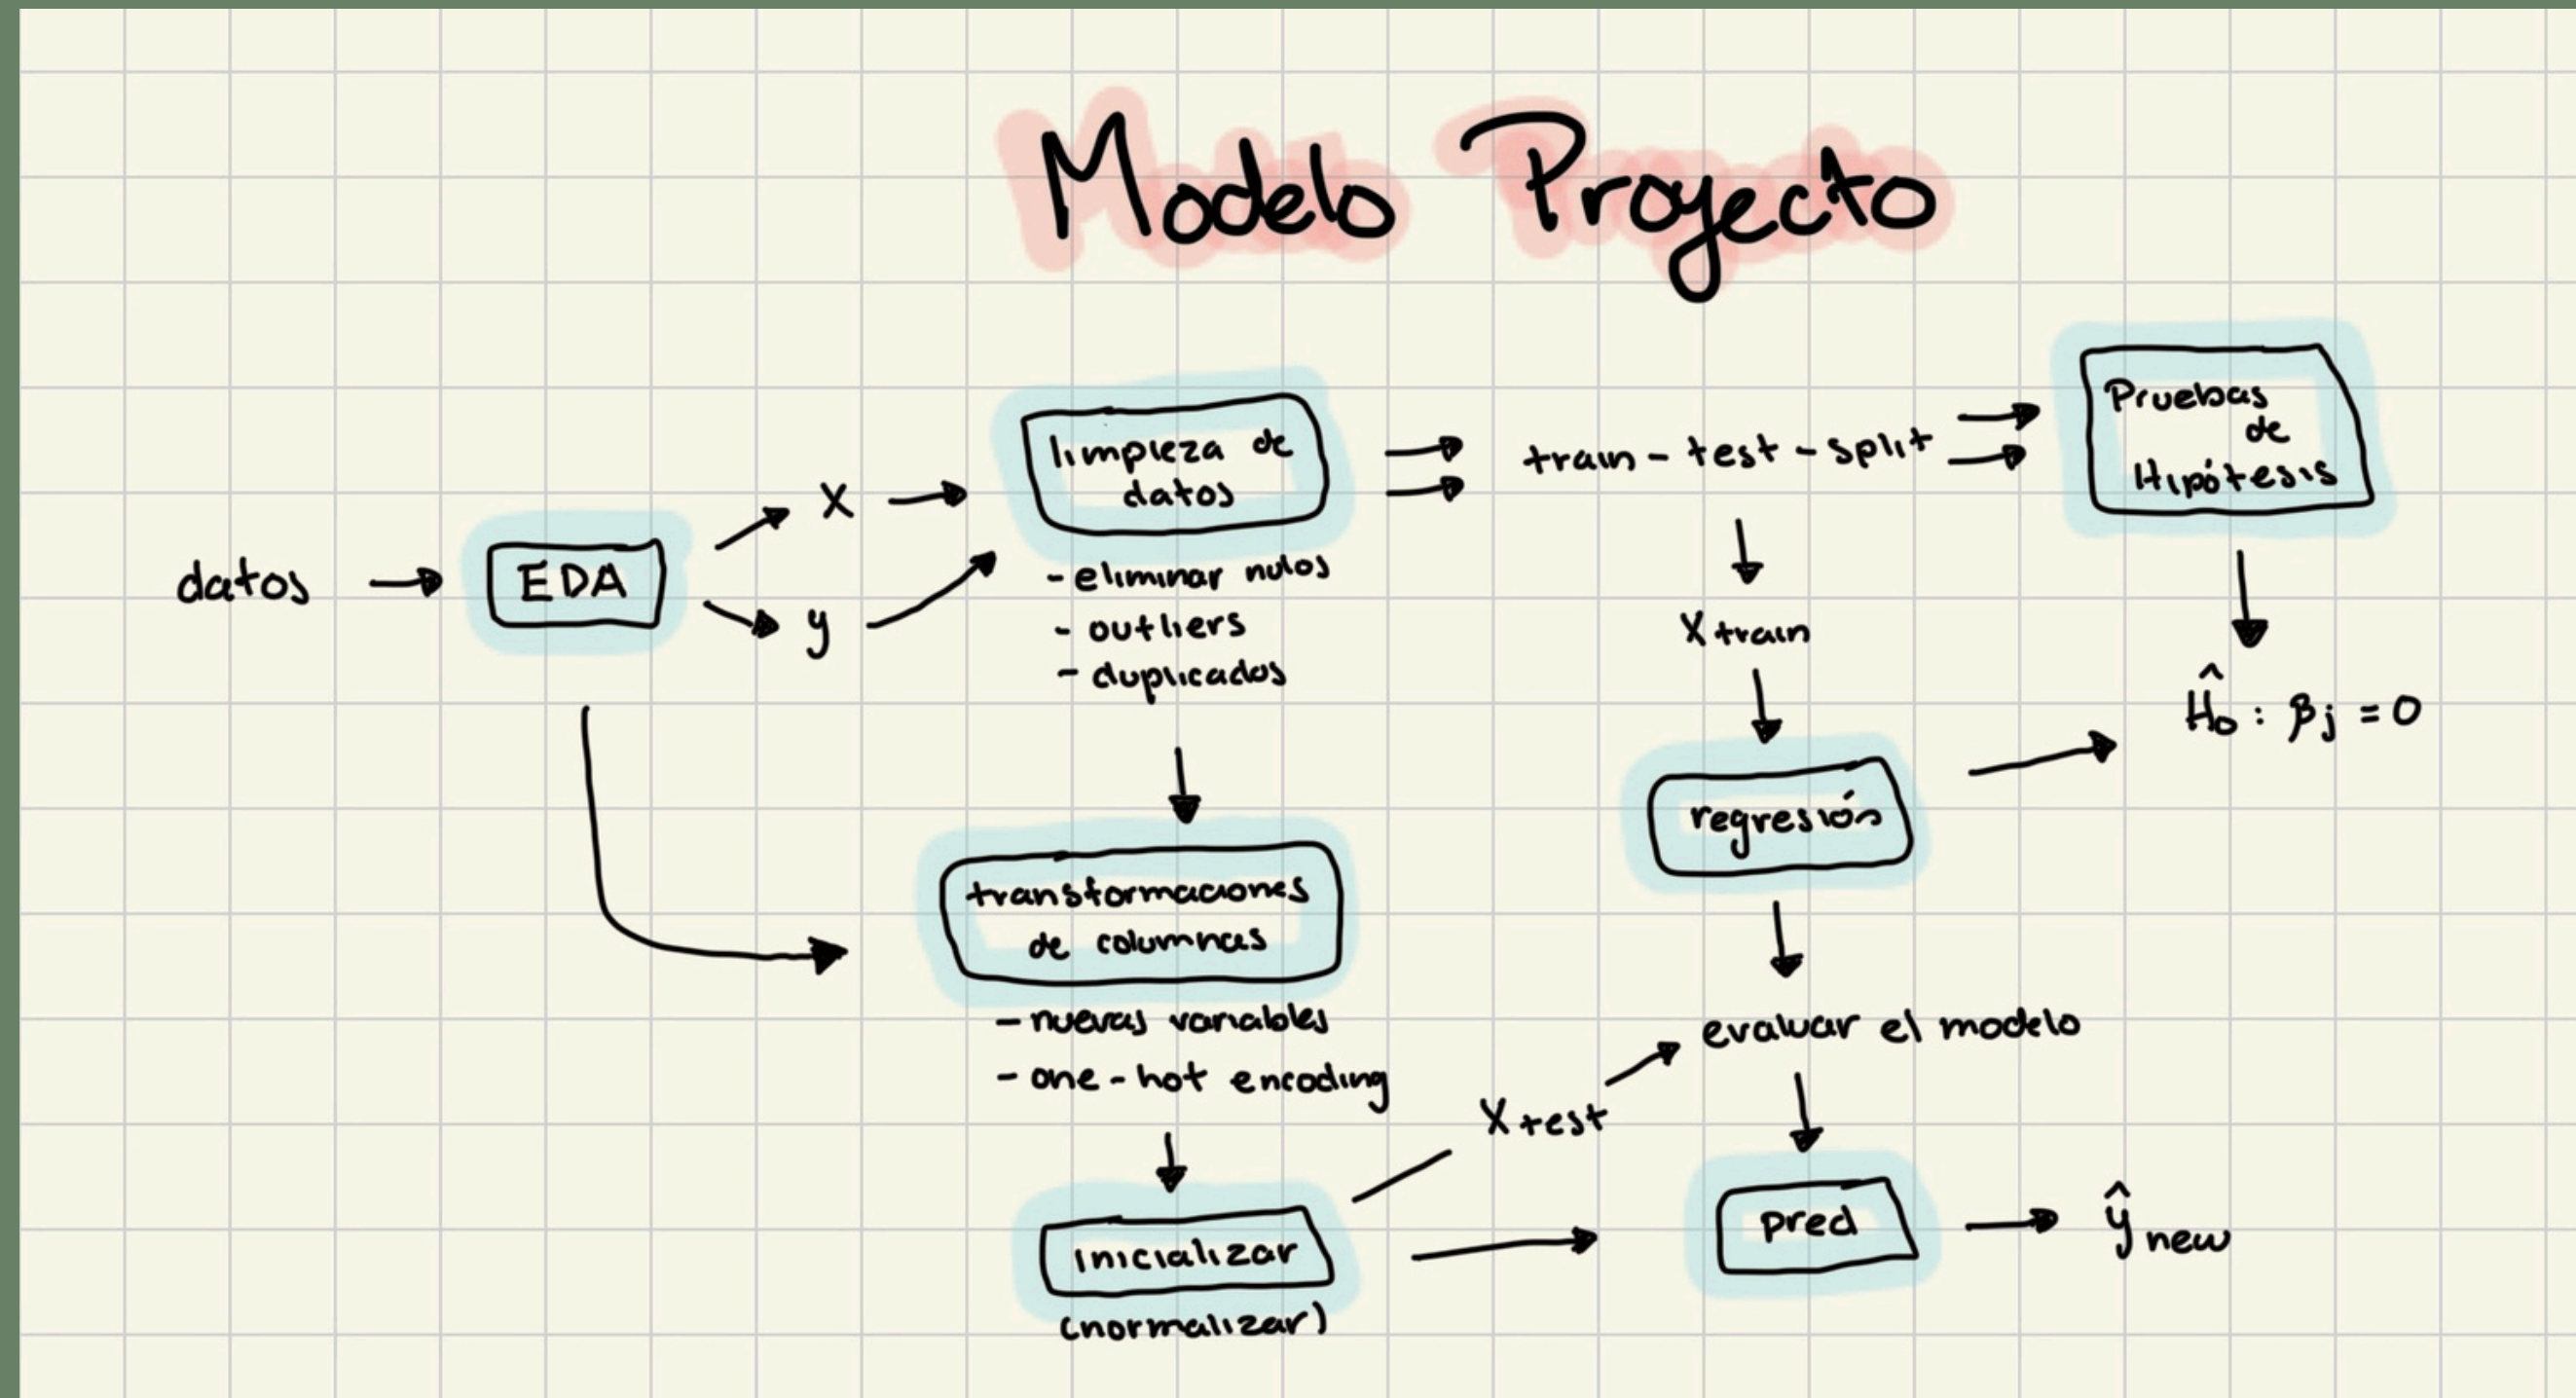 Modelo Proyecto
datos
EDA
X
y
limpieza de
datos
- eliminar nulos
- outliers
- duplicados
transformaciones
de columnas
- nuevas variables
- one-hot encoding
inicializar
(normalizar)
train-test-split
X train
regresión
X test
evaluar el modelo
pred
ŷ new
Pruebas
de
Hipótesis
Ĥ₀ : βj = 0